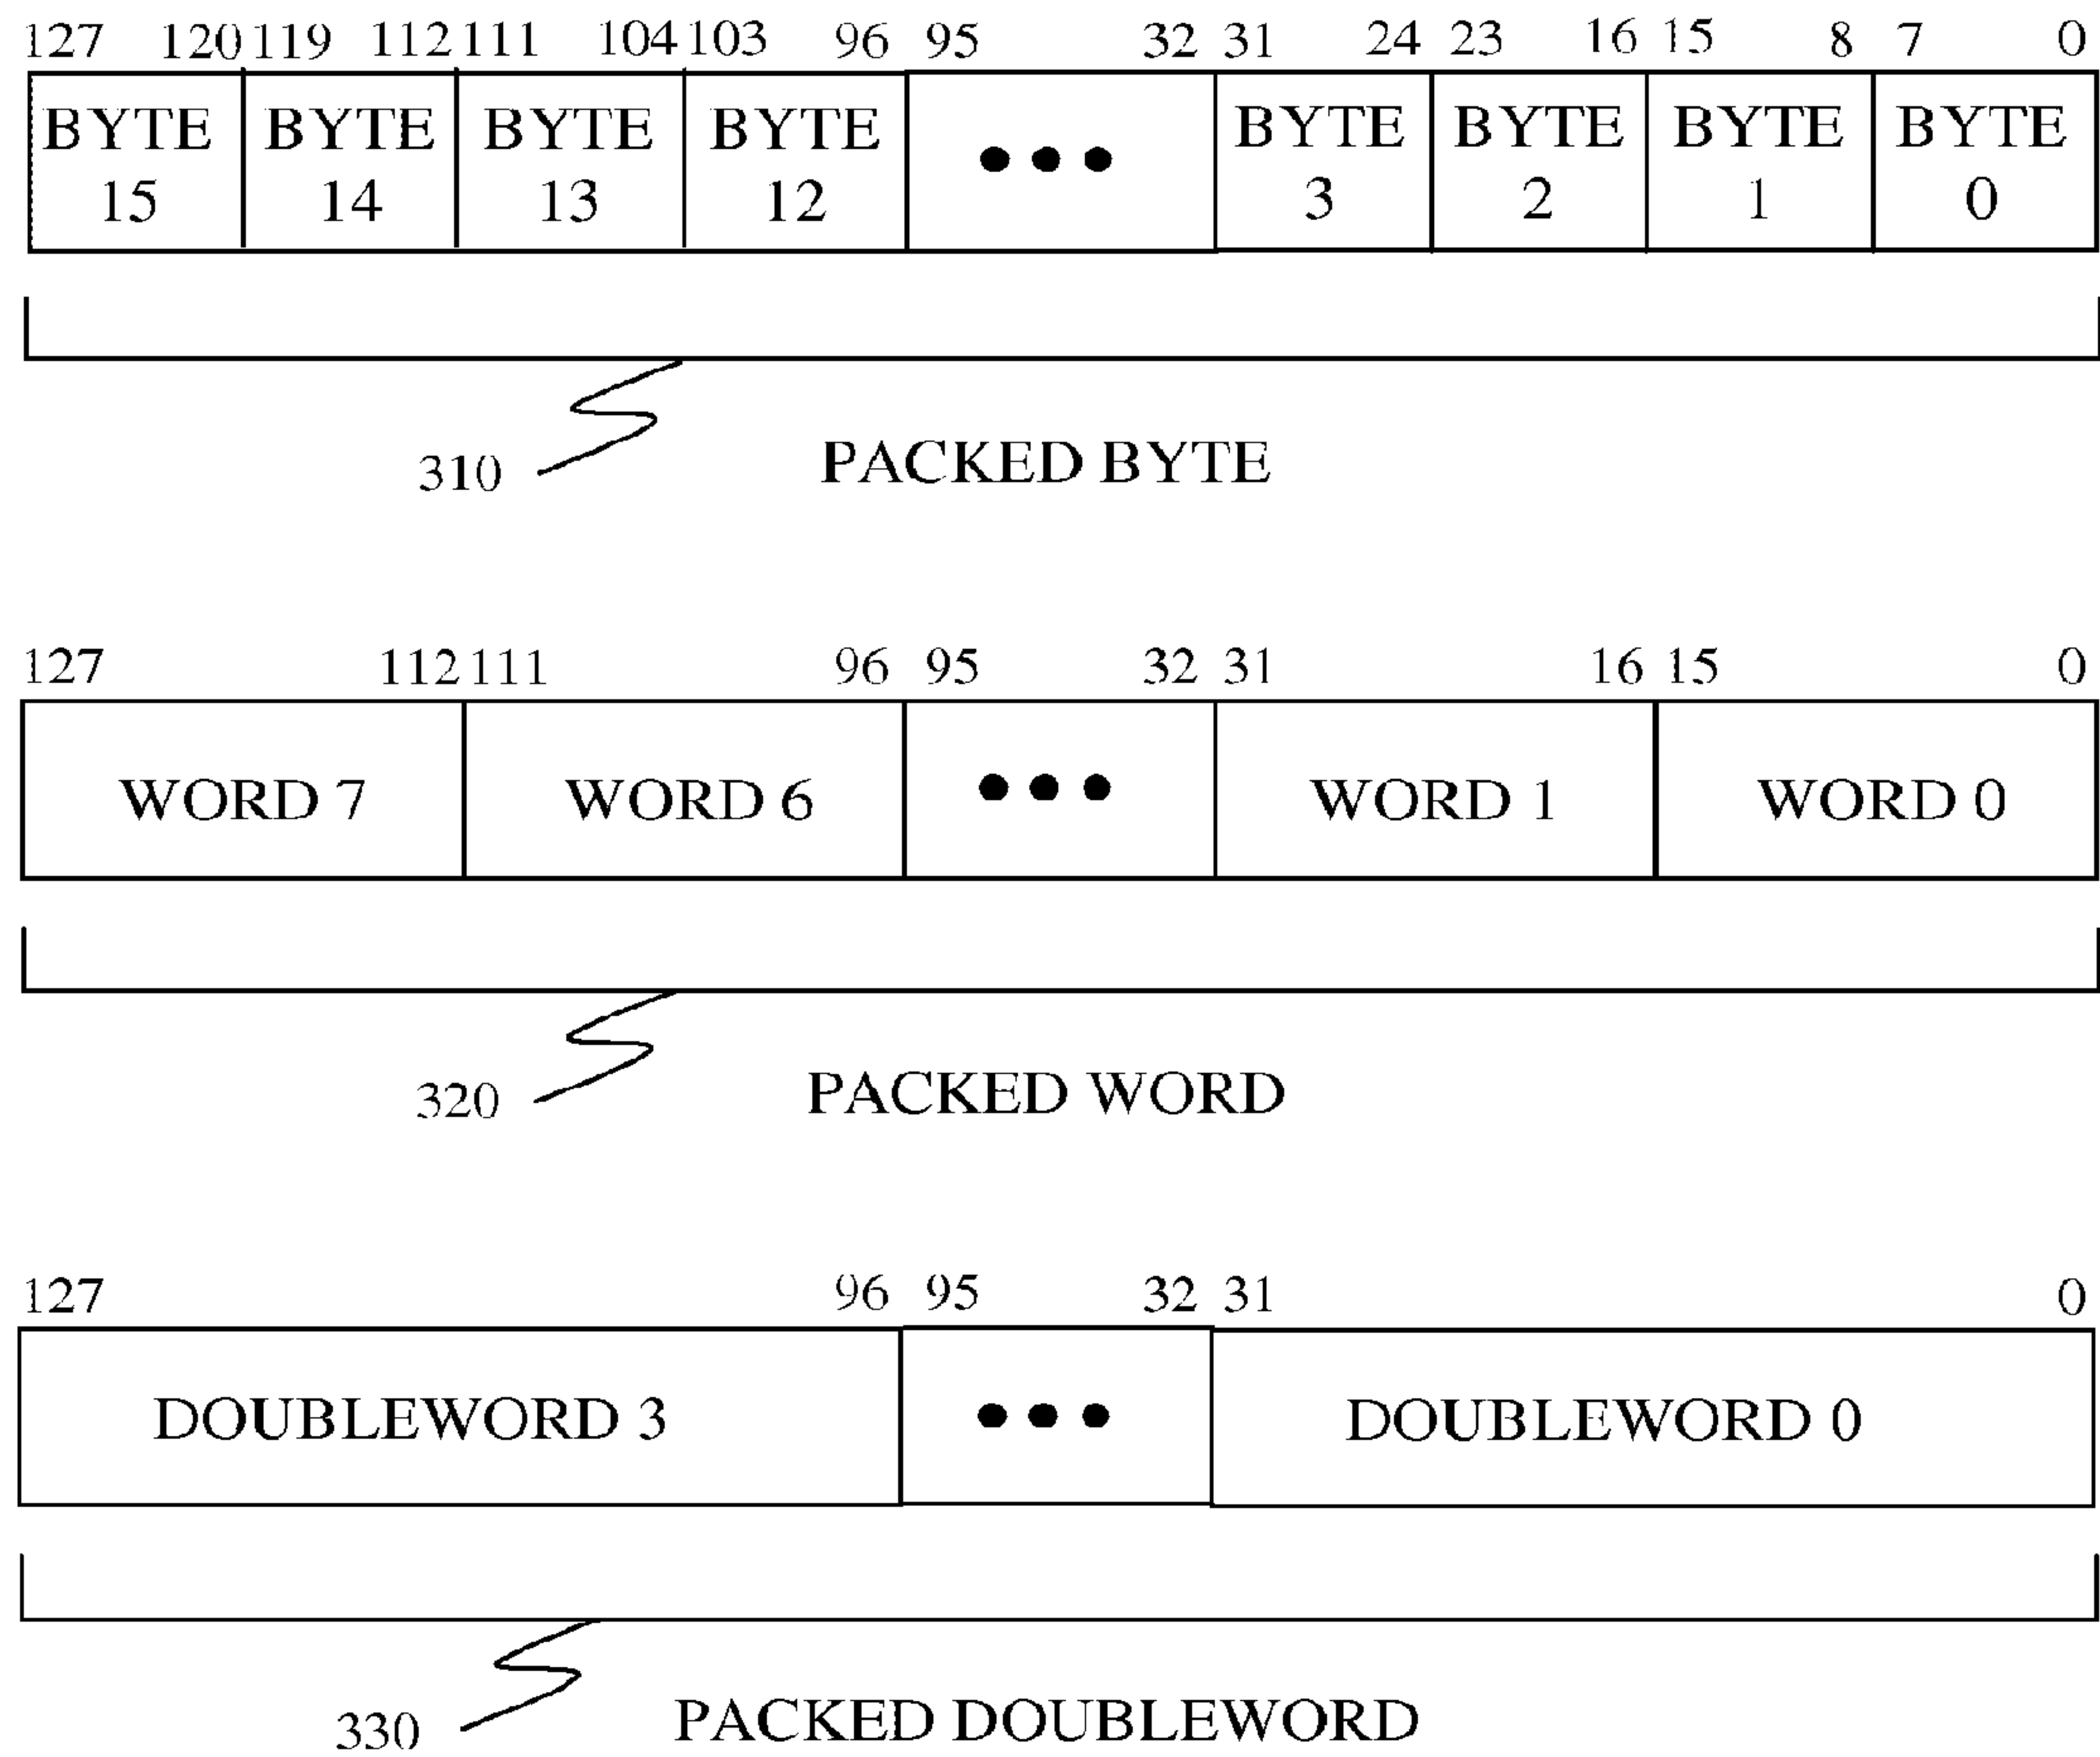 127 120 119 112 111 104 103 96 95 32 31 24 23 16 15 8 7 0
BYTE BYTE BYTE BYTE BYTE BYTE BYTE BYTE
15 14 13 12 ••• 3 2 1 0
310 PACKED BYTE
127 112 111 96 95 32 31 16 15 0
WORD 7 WORD 6 ••• WORD 1 WORD 0
320 PACKED WORD
127 96 95 32 31 0
DOUBLEWORD 3 ••• DOUBLEWORD 0
330 PACKED DOUBLEWORD